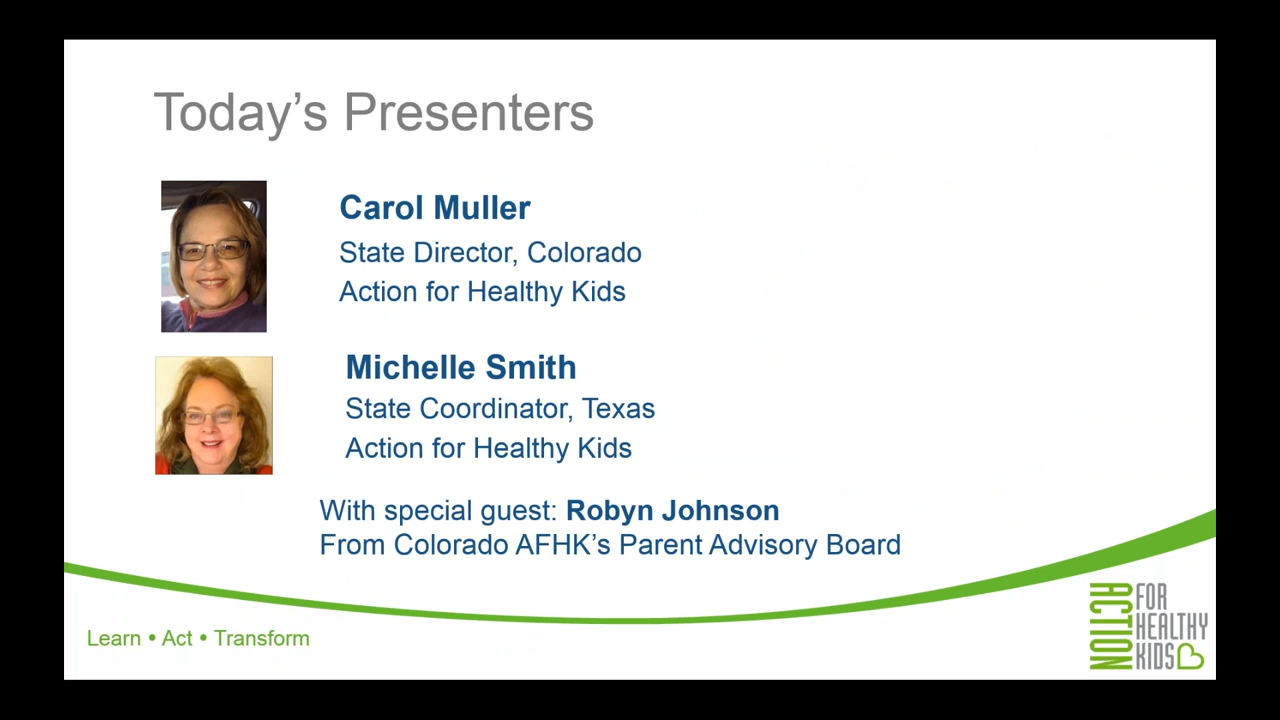 Today’s Presenters
Carol Muller
State Director, Colorado
Action for Healthy Kids
Michelle Smith
State Coordinator, Texas
Action for Healthy Kids
With special guest: Robyn Johnson
From Colorado AFHK’s Parent Advisory Board
Learn • Act • Transform
ACTION
FOR
HEALTHY
KIDS